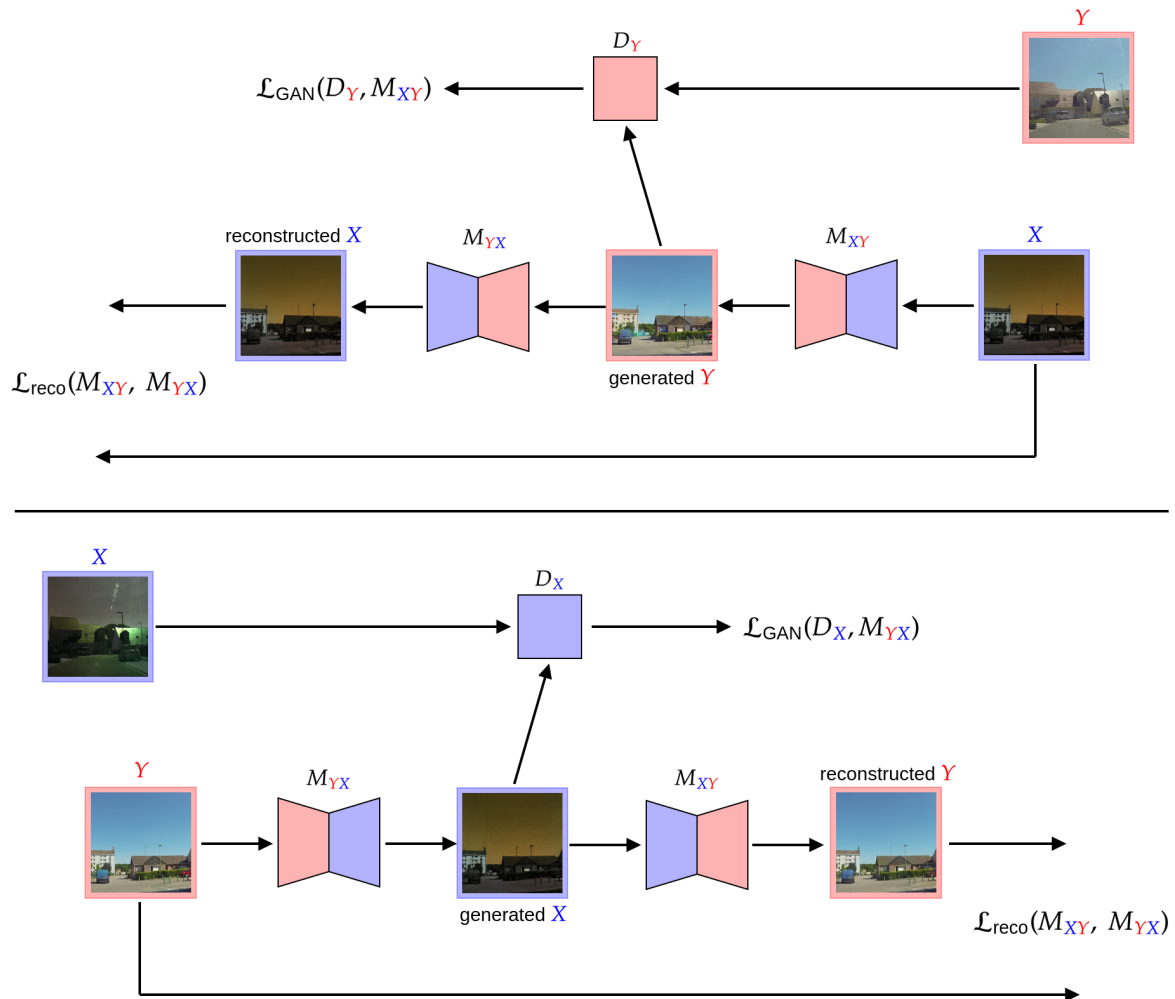 Y
D_Y
𝔏_GAN(D_Y, M_XY)
reconstructed X
M_YX
M_XY
X
generated Y
𝔏_reco(M_XY, M_YX)
X
D_X
𝔏_GAN(D_X, M_YX)
Y
M_YX
M_XY
reconstructed Y
generated X
𝔏_reco(M_XY, M_YX)